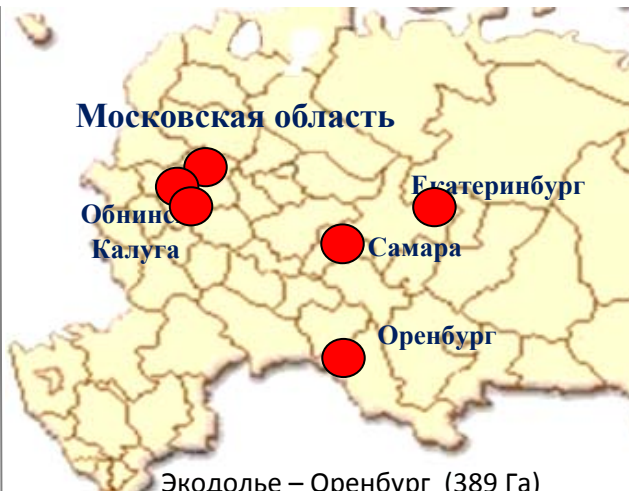 Московская область
Екатеринбург
Обнинс
Калуга
Самара
Оренбург
Экодолье – Оренбург (389 Га)